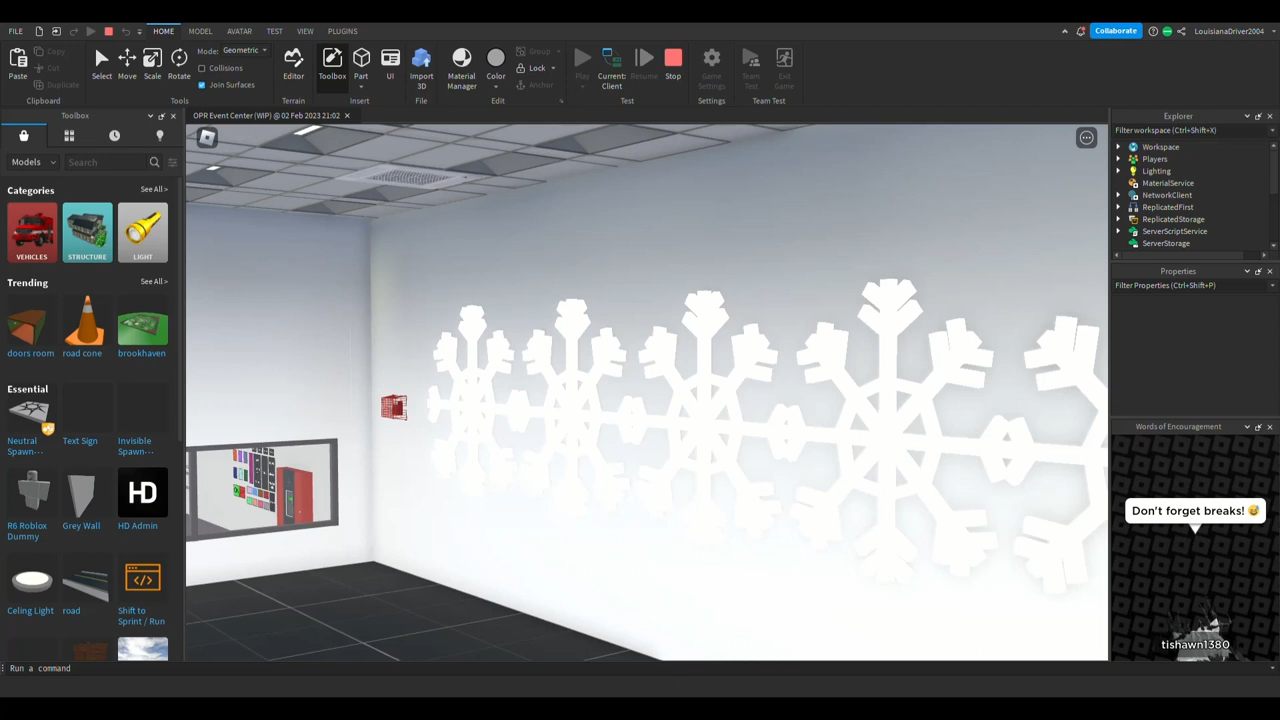 FILE
HOME
MODEL
AVATAR
TEST
VIEW
PLUGINS
Collaborate
LouisianaDriver2004
Paste
Copy
Cut
Duplicate
Clipboard
Select
Move
Scale
Rotate
Mode: Geometric
Collisions
Join Surfaces
Tools
Editor
Terrain
Toolbox
Part
UI
Insert
Import
3D
File
Material
Manager
Color
Group
Lock
Anchor
Edit
Play
Current:
Client
Resume
Stop
Test
Game
Settings
Settings
Team
Test
Exit
Game
Team Test
Toolbox
OPR Event Center (WIP) @ 02 Feb 2023 21:02
Models
Search
Categories
See All >
VEHICLES
STRUCTURE
LIGHT
Trending
See All >
doors room
road cone
brookhaven
Essential
Neutral
Spawn...
Text Sign
Invisible
Spawn...
HD
R6 Roblox
Dummy
Grey Wall
HD Admin
Celing Light
road
Shift to
Sprint / Run
Explorer
Filter workspace (Ctrl+Shift+X)
Workspace
Players
Lighting
MaterialService
NetworkClient
ReplicatedFirst
ReplicatedStorage
ServerScriptService
ServerStorage
Properties
Filter Properties (Ctrl+Shift+P)
Words of Encouragement
Don't forget breaks! 😅
tishawn1380
Run a command